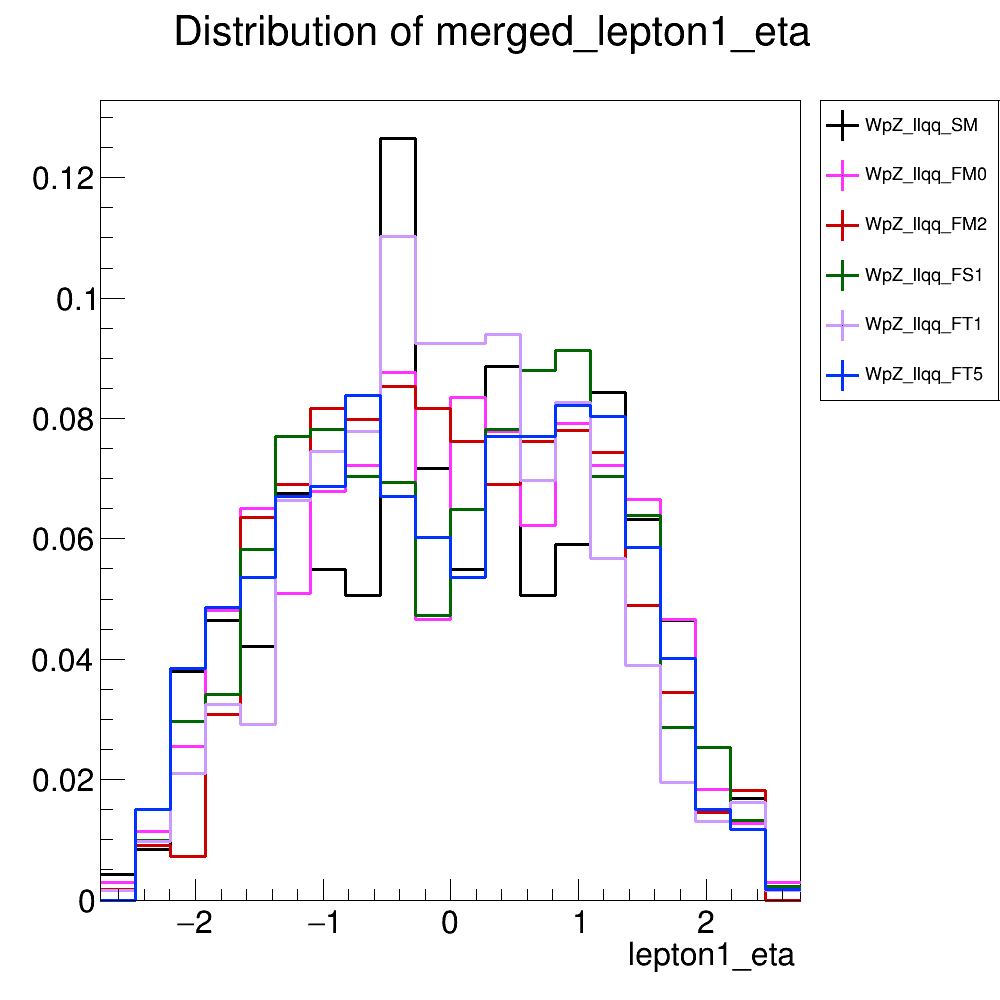 Distribution of merged_lepton1_eta
0.12
0.1
0.08
0.06
0.04
0.02
0
−2
−1
0
1
2
lepton1_eta
WpZ_llqq_SM
WpZ_llqq_FM0
WpZ_llqq_FM2
WpZ_llqq_FS1
WpZ_llqq_FT1
WpZ_llqq_FT5